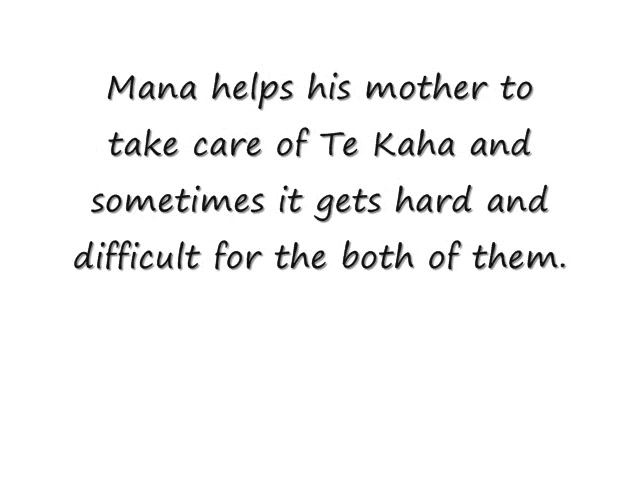 Mana helps his mother to
take care of Te Kaha and
sometimes it gets hard and
difficult for the both of them.